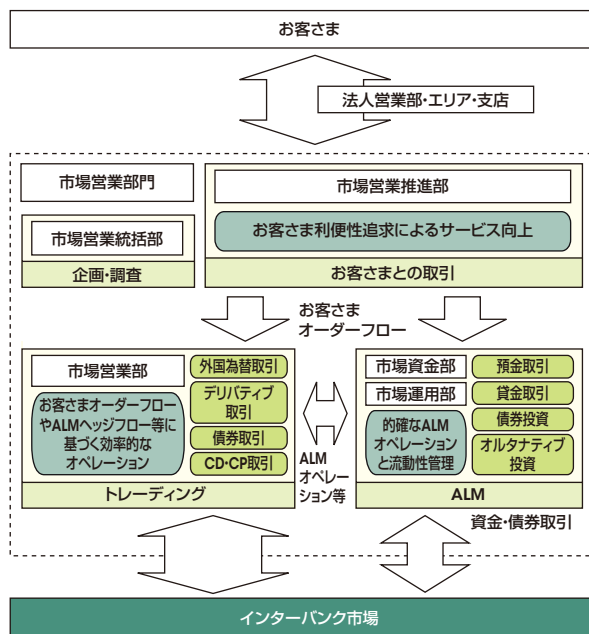 お客さま
法人営業部・エリア・支店
市場営業部門
市場営業推進部
お客さま利便性追求によるサービス向上
お客さまとの取引
市場営業統括部
企画・調査
お客さま
オーダーフロー
市場営業部
お客さまオーダーフロー
やALMヘッジフロー等に
基づく効率的な
オペレーション
外国為替取引
デリバティブ
取引
債券取引
CD・CP取引
トレーディング
ALM
オペレー
ション等
市場資金部
市場運用部
的確なALM
オペレーション
と流動性管理
預金取引
貸金取引
債券投資
オルタナティブ
投資
ALM
資金・債券取引
インターバンク市場